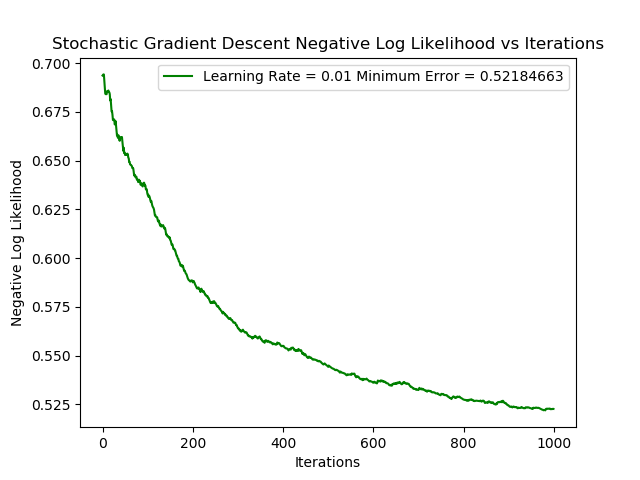 Stochastic Gradient Descent Negative Log Likelihood vs Iterations
Learning Rate = 0.01 Minimum Error = 0.52184663
Negative Log Likelihood
0.700
0.675
0.650
0.625
0.600
0.575
0.550
0.525
0 200 400 600 800 1000
Iterations